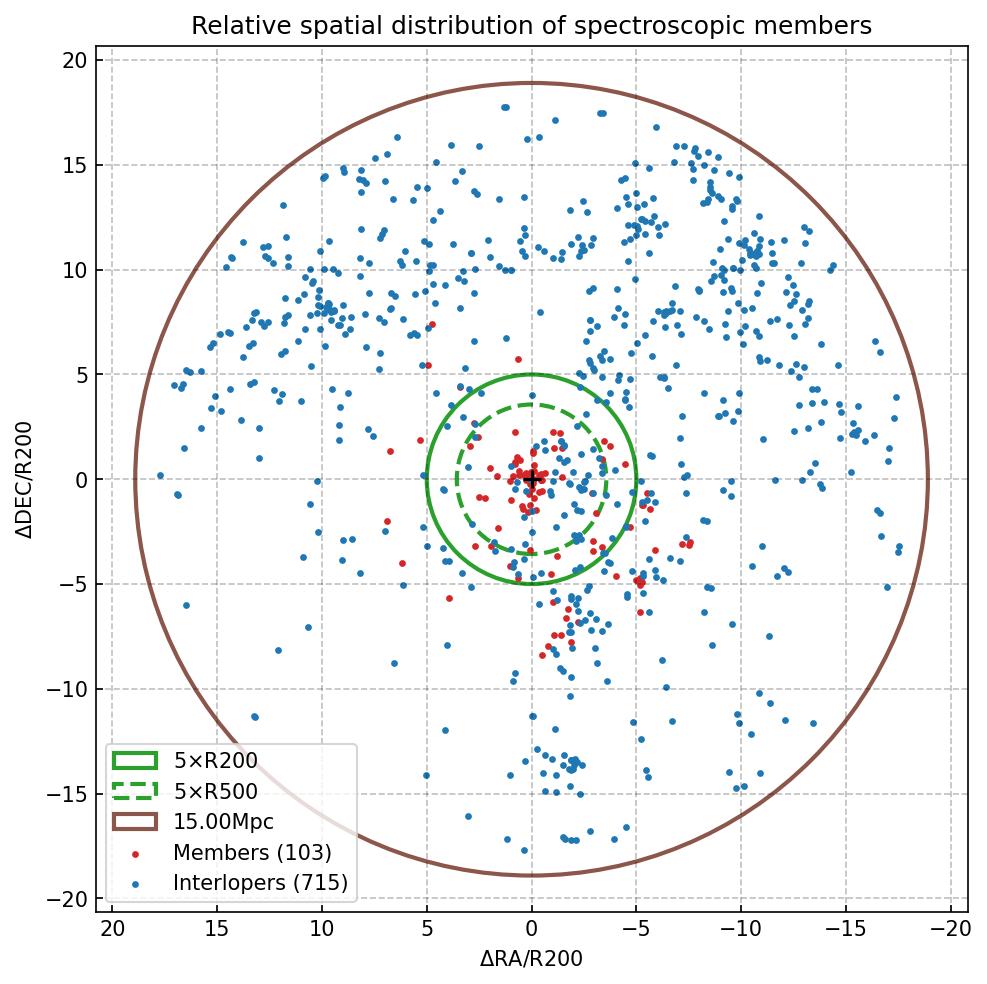 Relative spatial distribution of spectroscopic members
20
15
10
5
0
−5
−10
−15
−20
ΔDEC/R200
5×R200
5×R500
15.00Mpc
Members (103)
Interlopers (715)
20 15 10 5 0 −5 −10 −15 −20
ΔRA/R200